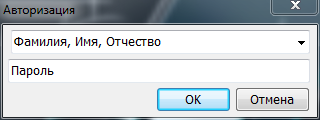 Авторизация
Фамилия, Имя, Отчество
Пароль
OK
Отмена